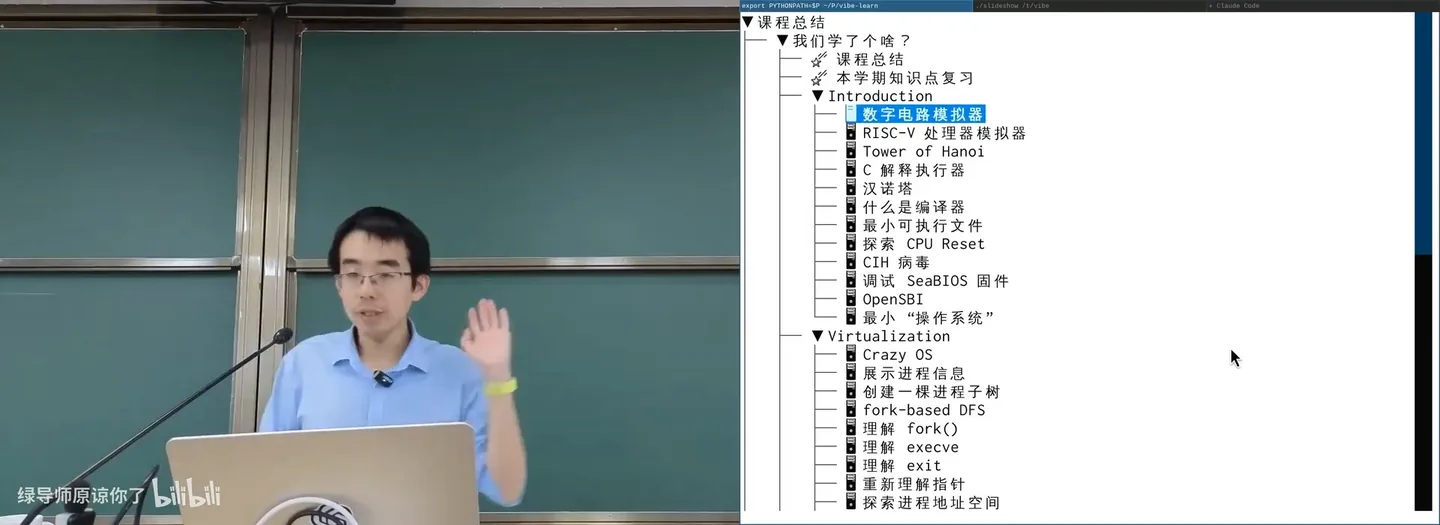 export PYTHONPATH=$P ~/P/vibe-learn
./slideshow /t/vibe
+ Claude Code
▼课程总结
▼我们学了个啥？
课程总结
本学期知识点复习
▼Introduction
数字电路模拟器
RISC-V 处理器模拟器
Tower of Hanoi
C 解释执行器
汉诺塔
什么是编译器
最小可执行文件
探索 CPU Reset
CIH 病毒
调试 SeaBIOS 固件
OpenSBI
最小 “操作系统”
▼Virtualization
Crazy OS
展示进程信息
创建一棵进程子树
fork-based DFS
理解 fork()
理解 execve
理解 exit
重新理解指针
探索进程地址空间
绿导师原谅你了 bilibili